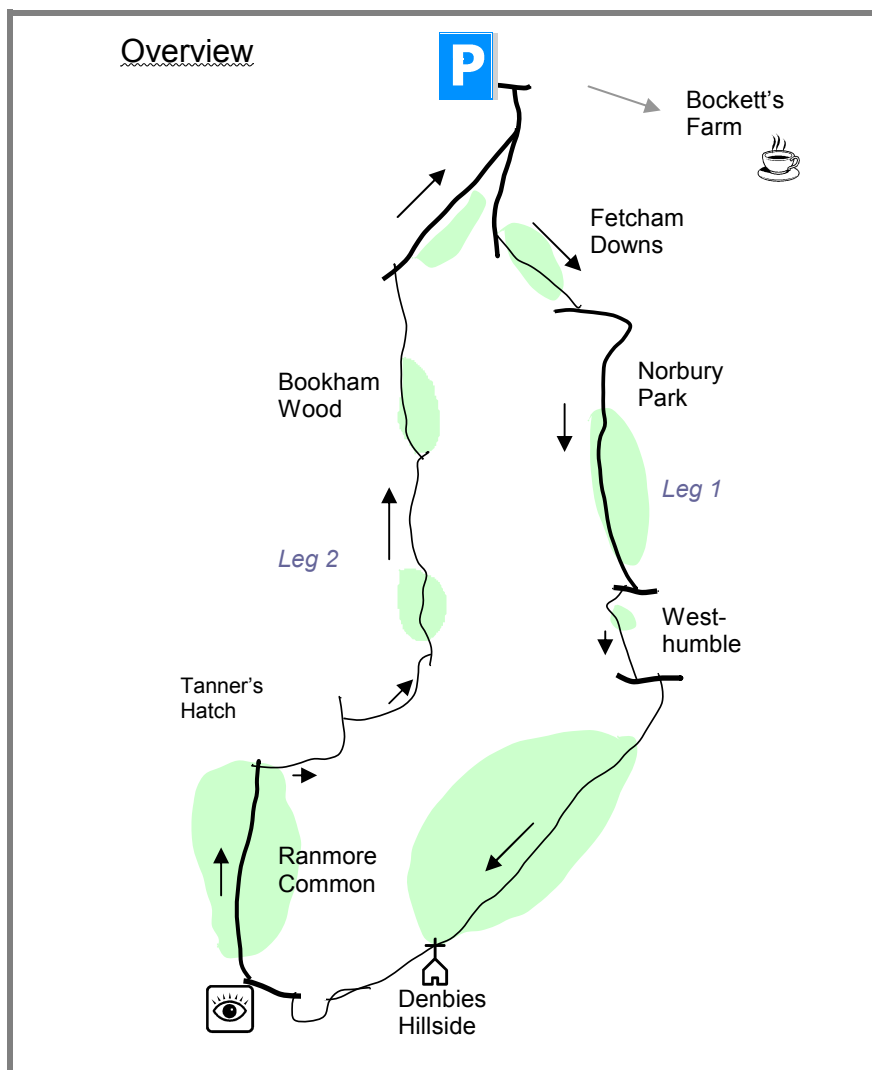 Overview
P
Bockett's
Farm
Fetcham
Downs
Bookham
Wood
Norbury
Park
Leg 1
Leg 2
West-
humble
Tanner's
Hatch
Ranmore
Common
Denbies
Hillside